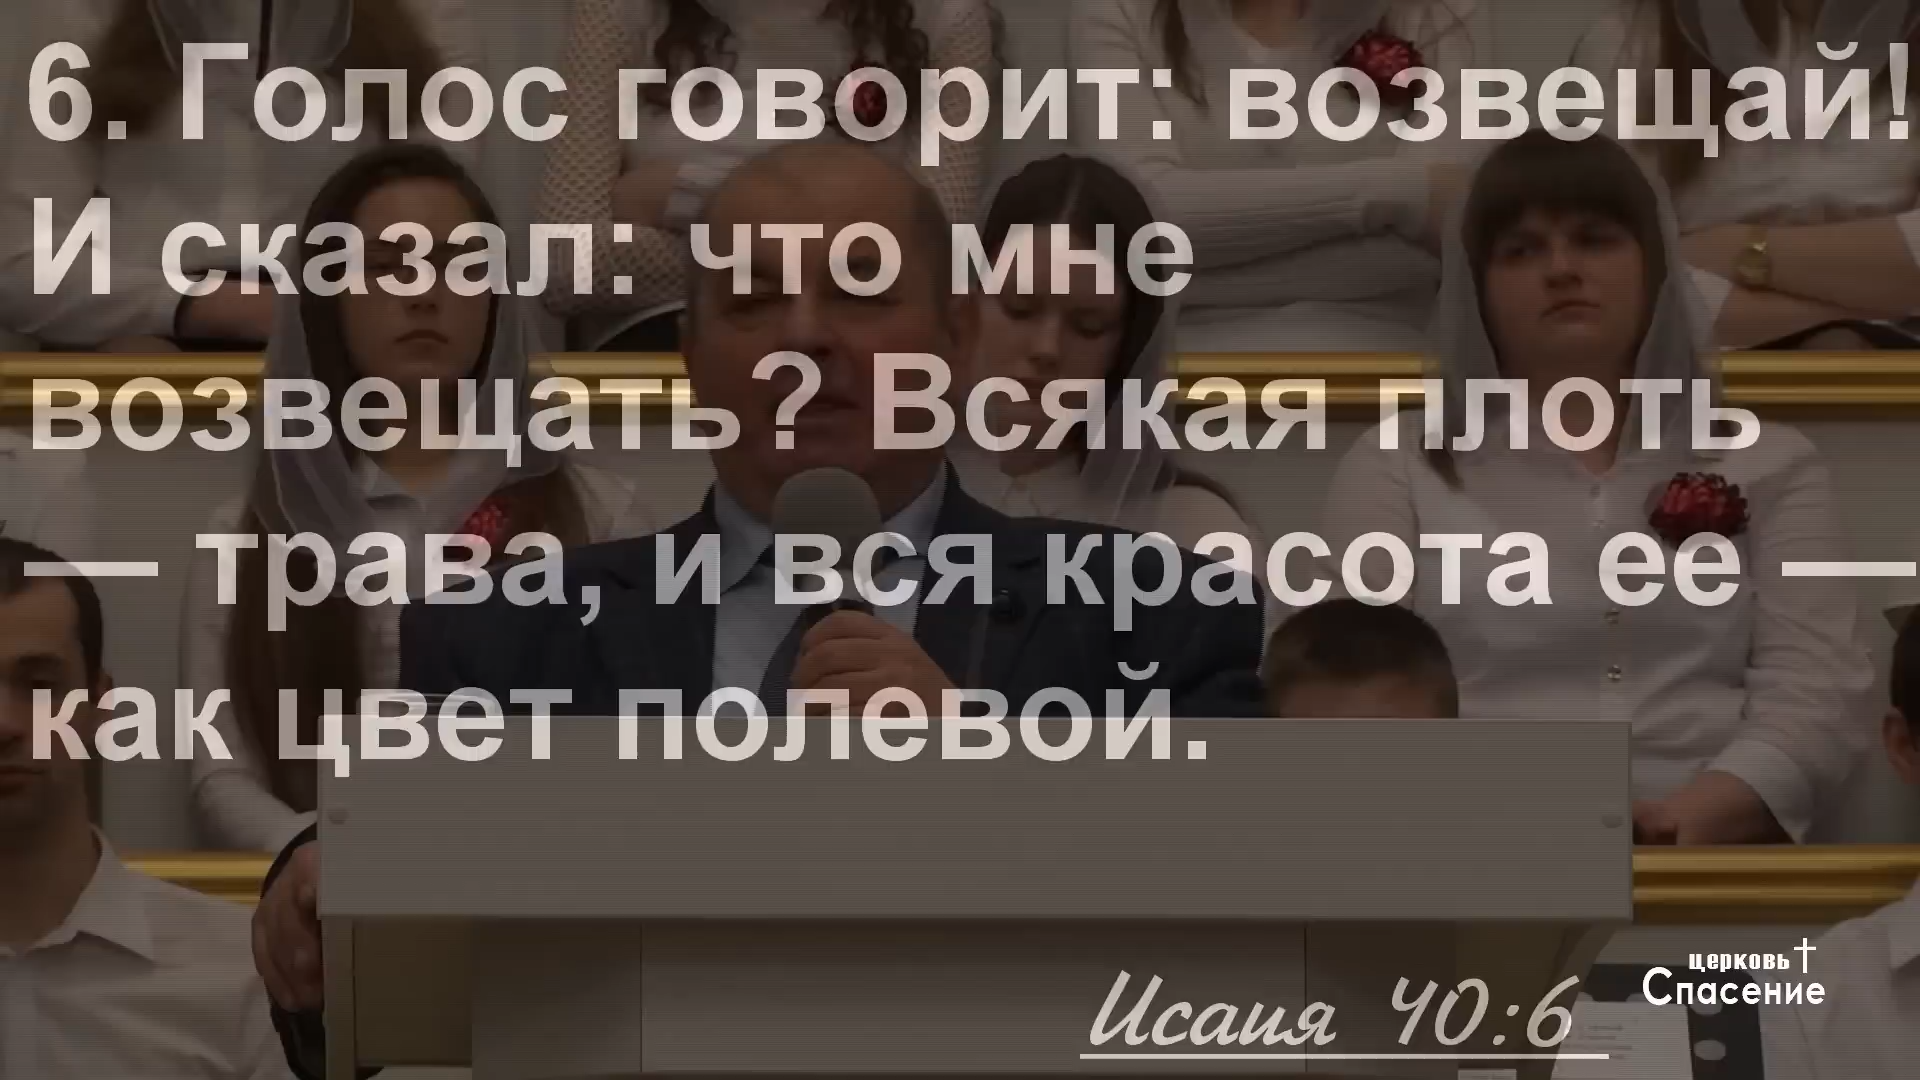 6. Голос говорит: возвещай!
И сказал: что мне
возвещать? Всякая плоть
— трава, и вся красота ее —
как цвет полевой.
Исаия 40:6
церковь
Спасение